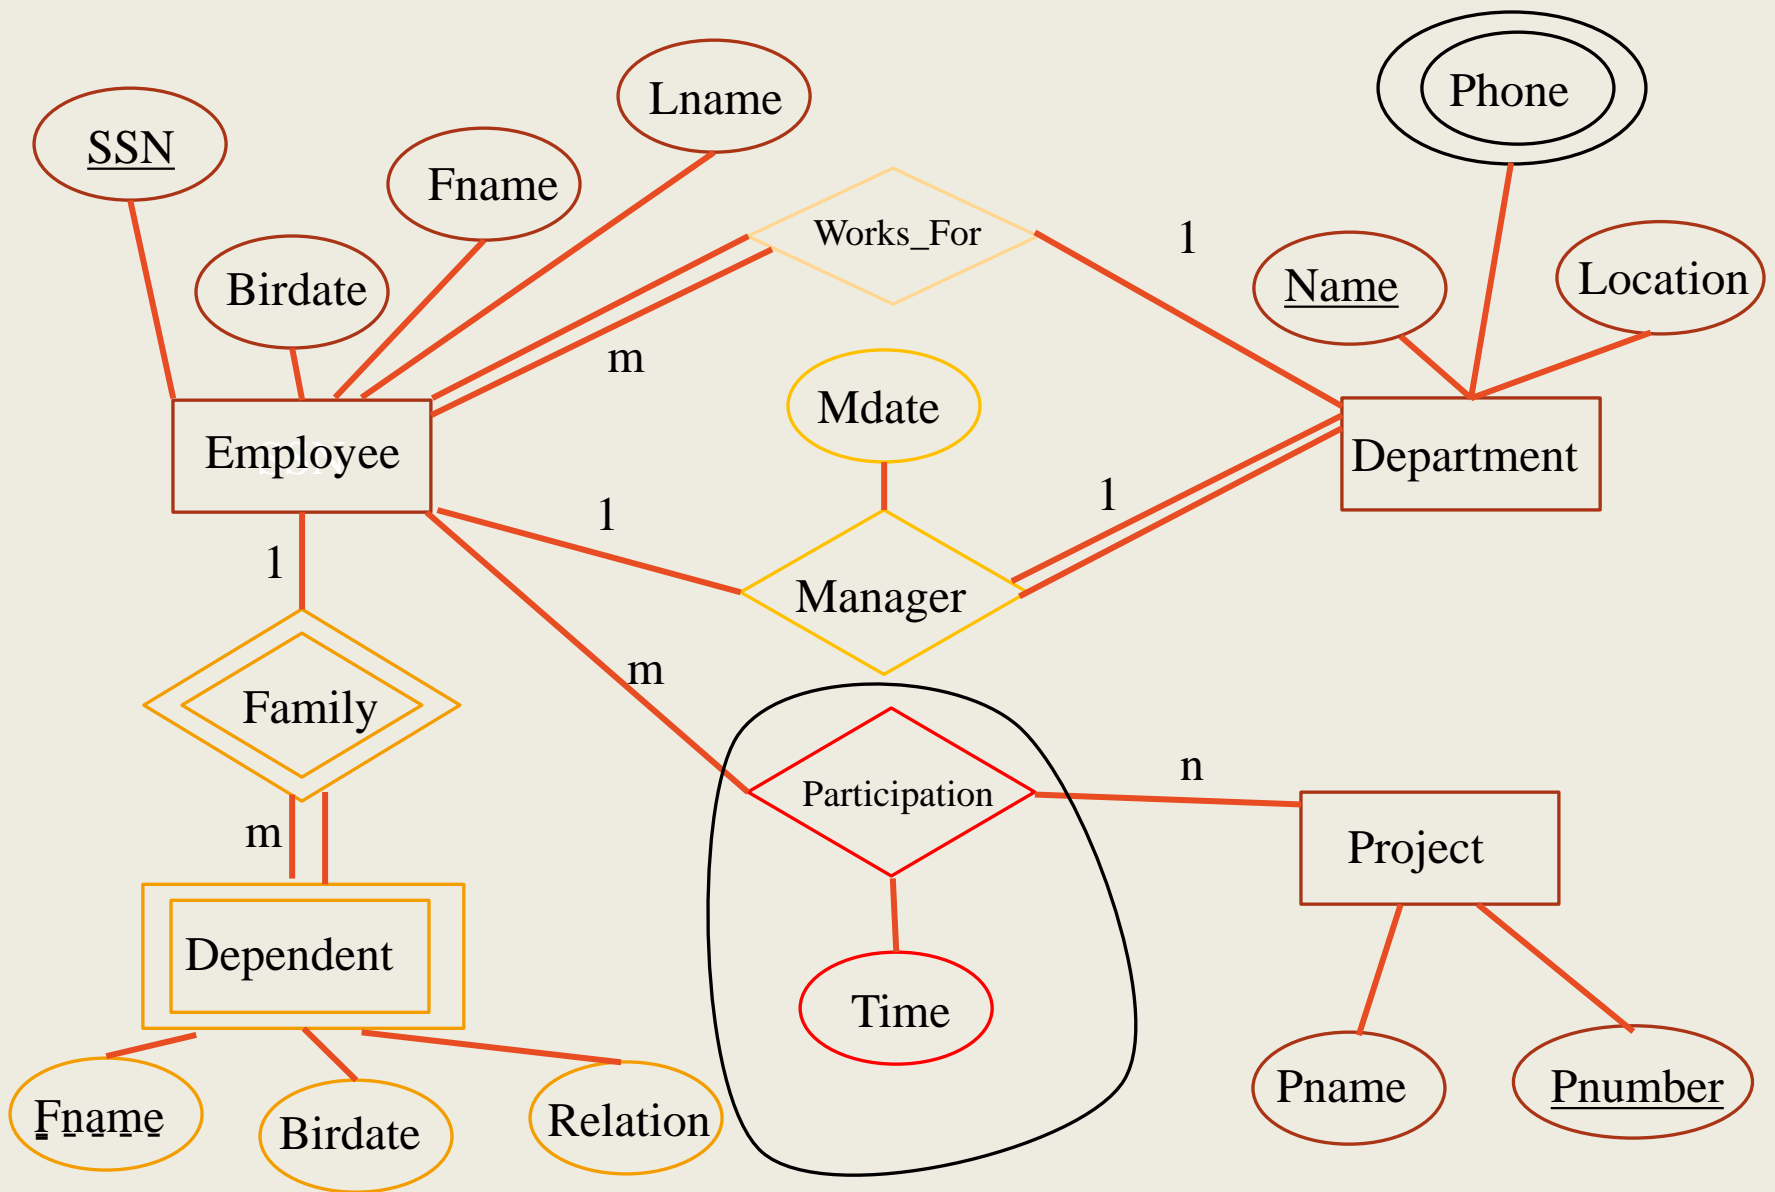 Phone
Lname
SSN
Fname
Works_For
1
Name
Location
Birdate
m
Mdate
Employee
Department
1
1
1
Manager
m
Family
n
Participation
m
Project
Dependent
Time
Pname
Pnumber
Fname
Birdate
Relation